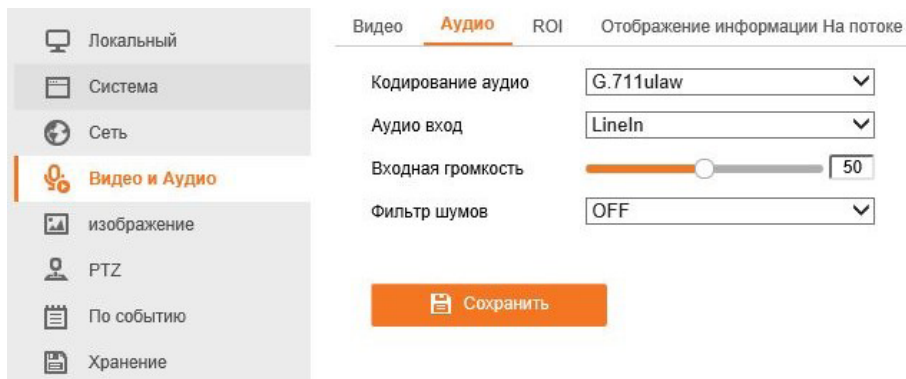 Локальный
Система
Сеть
Видео и Аудио
изображение
PTZ
По событию
Хранение
Видео Аудио ROI Отображение информации На потоке
Кодирование аудио G.711ulaw
Аудио вход LineIn
Входная громкость 50
Фильтр шумов OFF
Сохранить